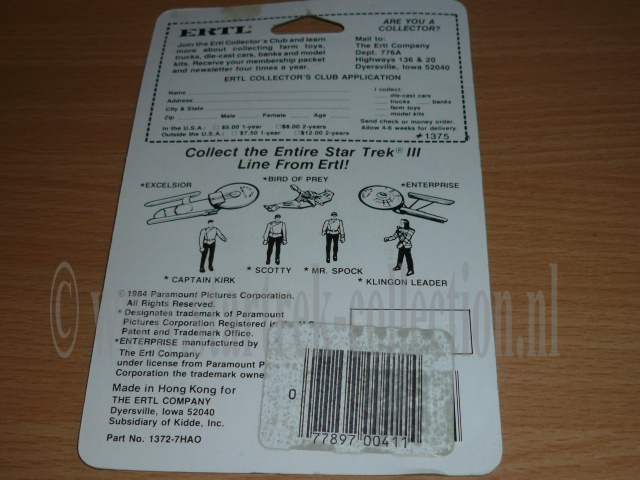 ERTL
Join the Ertl Collector's Club and learn
more about collecting farm toys,
trucks, die-cast cars, banks and model
kits. Receive your membership packet
and newsletter four times a year.
ARE YOU A
COLLECTOR?
Mail to:
The Ertl Company
Dept. 776A
Highways 136 & 20
Dyersville, Iowa 52040
ERTL COLLECTOR'S CLUB APPLICATION
Name
Address
City & State
Zip Male Female Age
In the U.S.A.: $5.00 1-year $8.00 2-years
Outside the U.S.A.: $7.50 1-year $12.00 2-years
I collect:
die-cast cars
trucks banks
farm toys
model kits
Send check or money order.
Allow 4-6 weeks for delivery.
#1375
Collect the Entire Star Trek® III
Line From Ertl!
*EXCELSIOR
*BIRD OF PREY
*ENTERPRISE
*CAPTAIN KIRK
*SCOTTY
*MR. SPOCK
*KLINGON LEADER
©1984 Paramount Pictures Corporation.
All Rights Reserved.
*Designates trademark of Paramount
Pictures Corporation Registered in U.S.
Patent and Trademark Office.
*ENTERPRISE manufactured by
The Ertl Company
under license from Paramount P
Corporation the trademark owne
Made in Hong Kong for
THE ERTL COMPANY
Dyersville, Iowa 52040
Subsidiary of Kidde, Inc.
Part No. 1372-7HAO
0 77897 00411